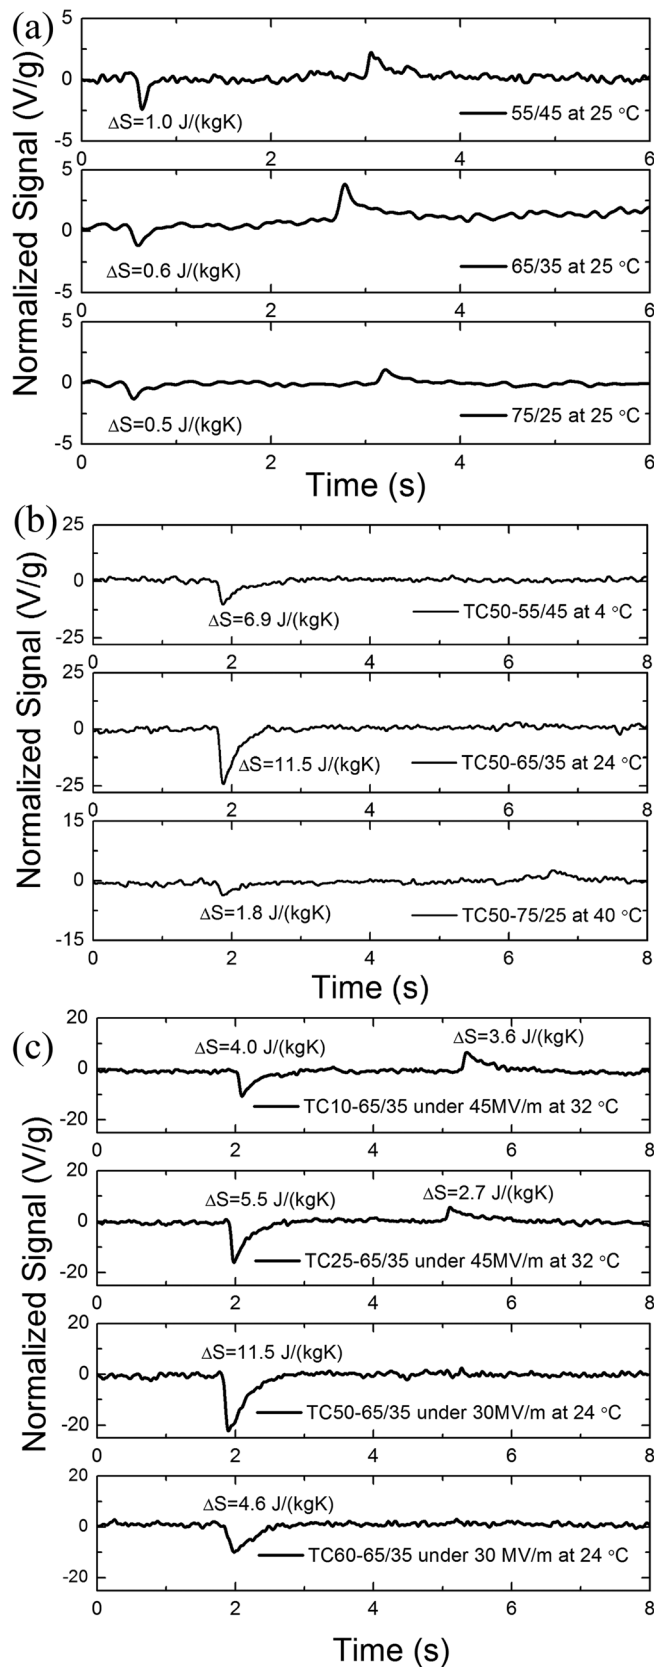 (a)
Normalized Signal (V/g)
5
0
-5
ΔS=1.0 J/(kgK)
55/45 at 25 °C
0 2 4 6
5
0
-5
ΔS=0.6 J/(kgK)
65/35 at 25 °C
0 2 4 6
5
0
-5
ΔS=0.5 J/(kgK)
75/25 at 25 °C
0 2 4 6
Time (s)
(b)
Normalized Signal (V/g)
25
0
-25
ΔS=6.9 J/(kgK)
TC50-55/45 at 4 °C
0 2 4 6 8
25
0
-25
ΔS=11.5 J/(kgK)
TC50-65/35 at 24 °C
0 2 4 6 8
15
0
-15
ΔS=1.8 J/(kgK)
TC50-75/25 at 40 °C
0 2 4 6 8
Time (s)
(c)
Normalized Signal (V/g)
20
0
-20
ΔS=4.0 J/(kgK)
ΔS=3.6 J/(kgK)
TC10-65/35 under 45MV/m at 32 °C
0 2 4 6 8
20
0
-20
ΔS=5.5 J/(kgK)
ΔS=2.7 J/(kgK)
TC25-65/35 under 45MV/m at 32 °C
0 2 4 6 8
20
0
-20
ΔS=11.5 J/(kgK)
TC50-65/35 under 30MV/m at 24 °C
0 2 4 6 8
20
0
-20
ΔS=4.6 J/(kgK)
TC60-65/35 under 30 MV/m at 24 °C
0 2 4 6 8
Time (s)